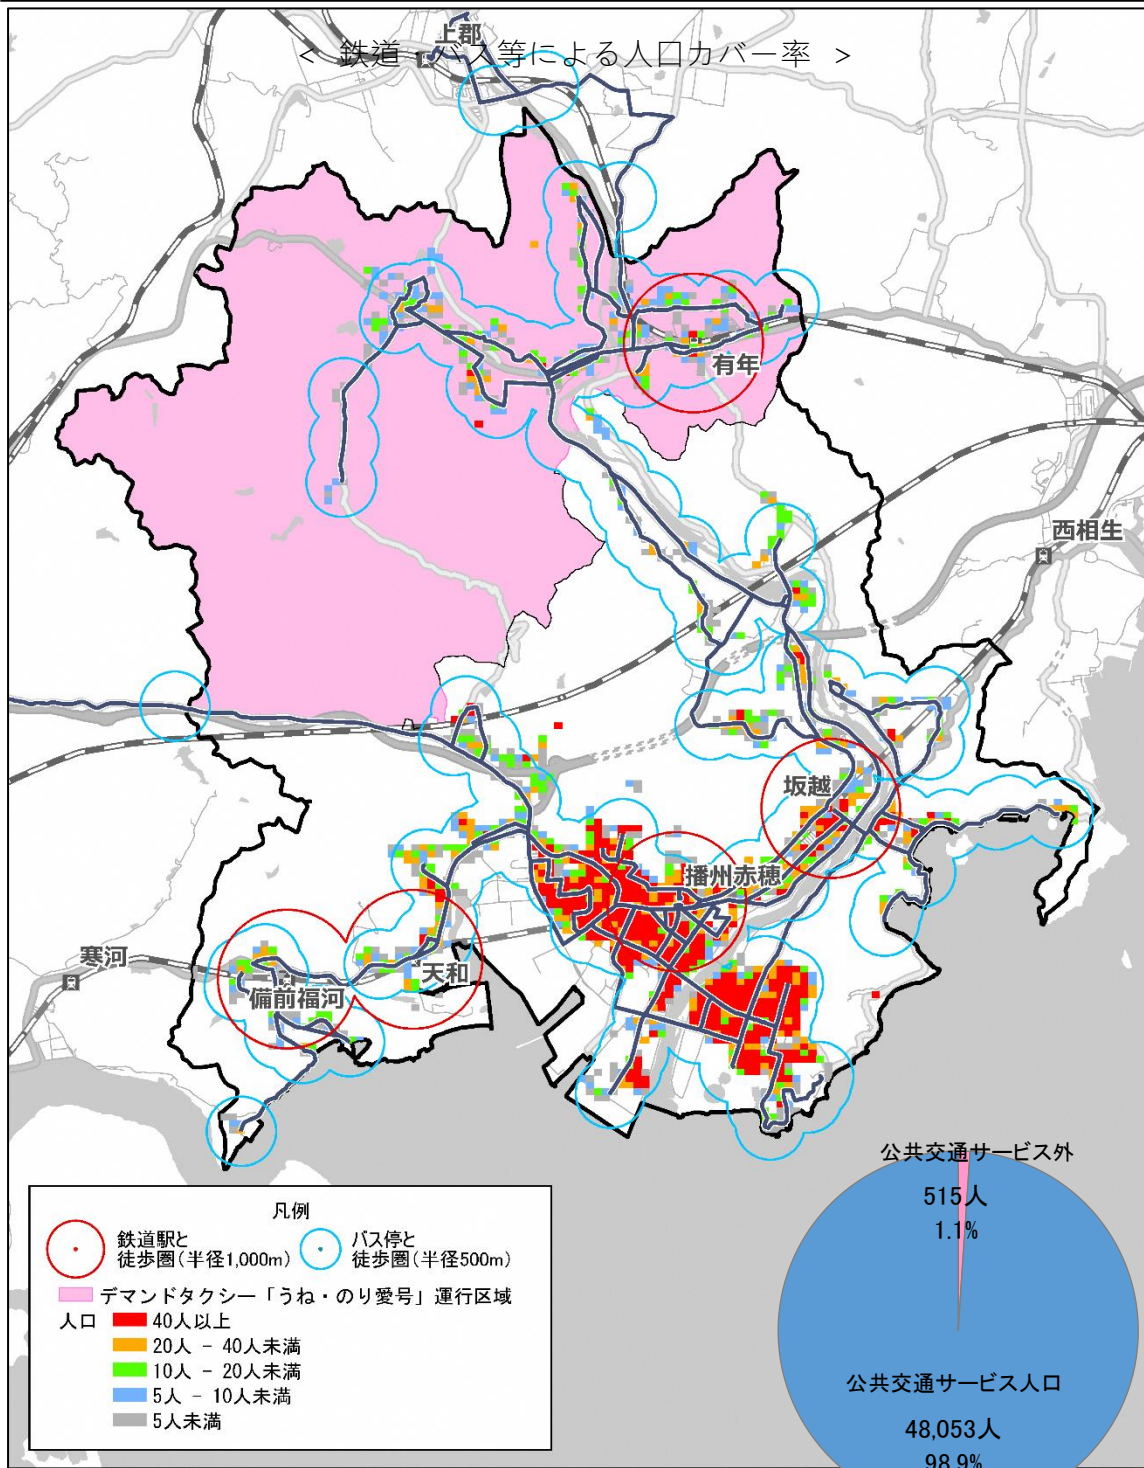 上郡
< 鉄道・バス等による人口カバー率 >
有年
西相生
坂越
播州赤穂
寒河
天和
備前福河
公共交通サービス外
515人
1.1%
公共交通サービス人口
48,053人
98.9%
凡例
鉄道駅と
徒歩圏(半径1,000m)
バス停と
徒歩圏(半径500m)
デマンドタクシー「うね・のり愛号」運行区域
人口
40人以上
20人 - 40人未満
10人 - 20人未満
5人 - 10人未満
5人未満